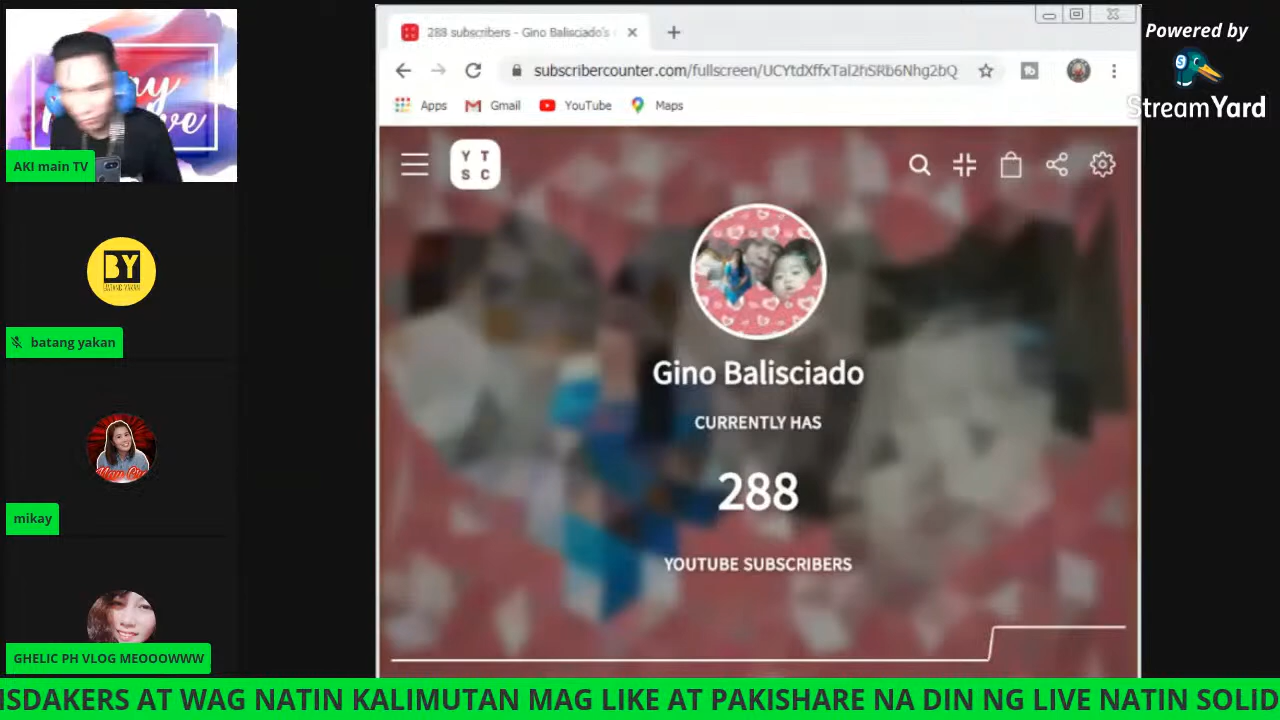 AKI main TV
BY
batang yakan
mikay
GHELIC PH VLOG MEOOOWWW
288 subscribers - Gino Balisciado's
subscribercounter.com/fullscreen/UCYtdXffxTal2hSRb6Nhg2bQ
Apps Gmail YouTube Maps
Y T
S C
Gino Balisciado
CURRENTLY HAS
288
YOUTUBE SUBSCRIBERS
Powered by
StreamYard
ISDAKERS AT WAG NATIN KALIMUTAN MAG LIKE AT PAKISHARE NA DIN NG LIVE NATIN SOLID